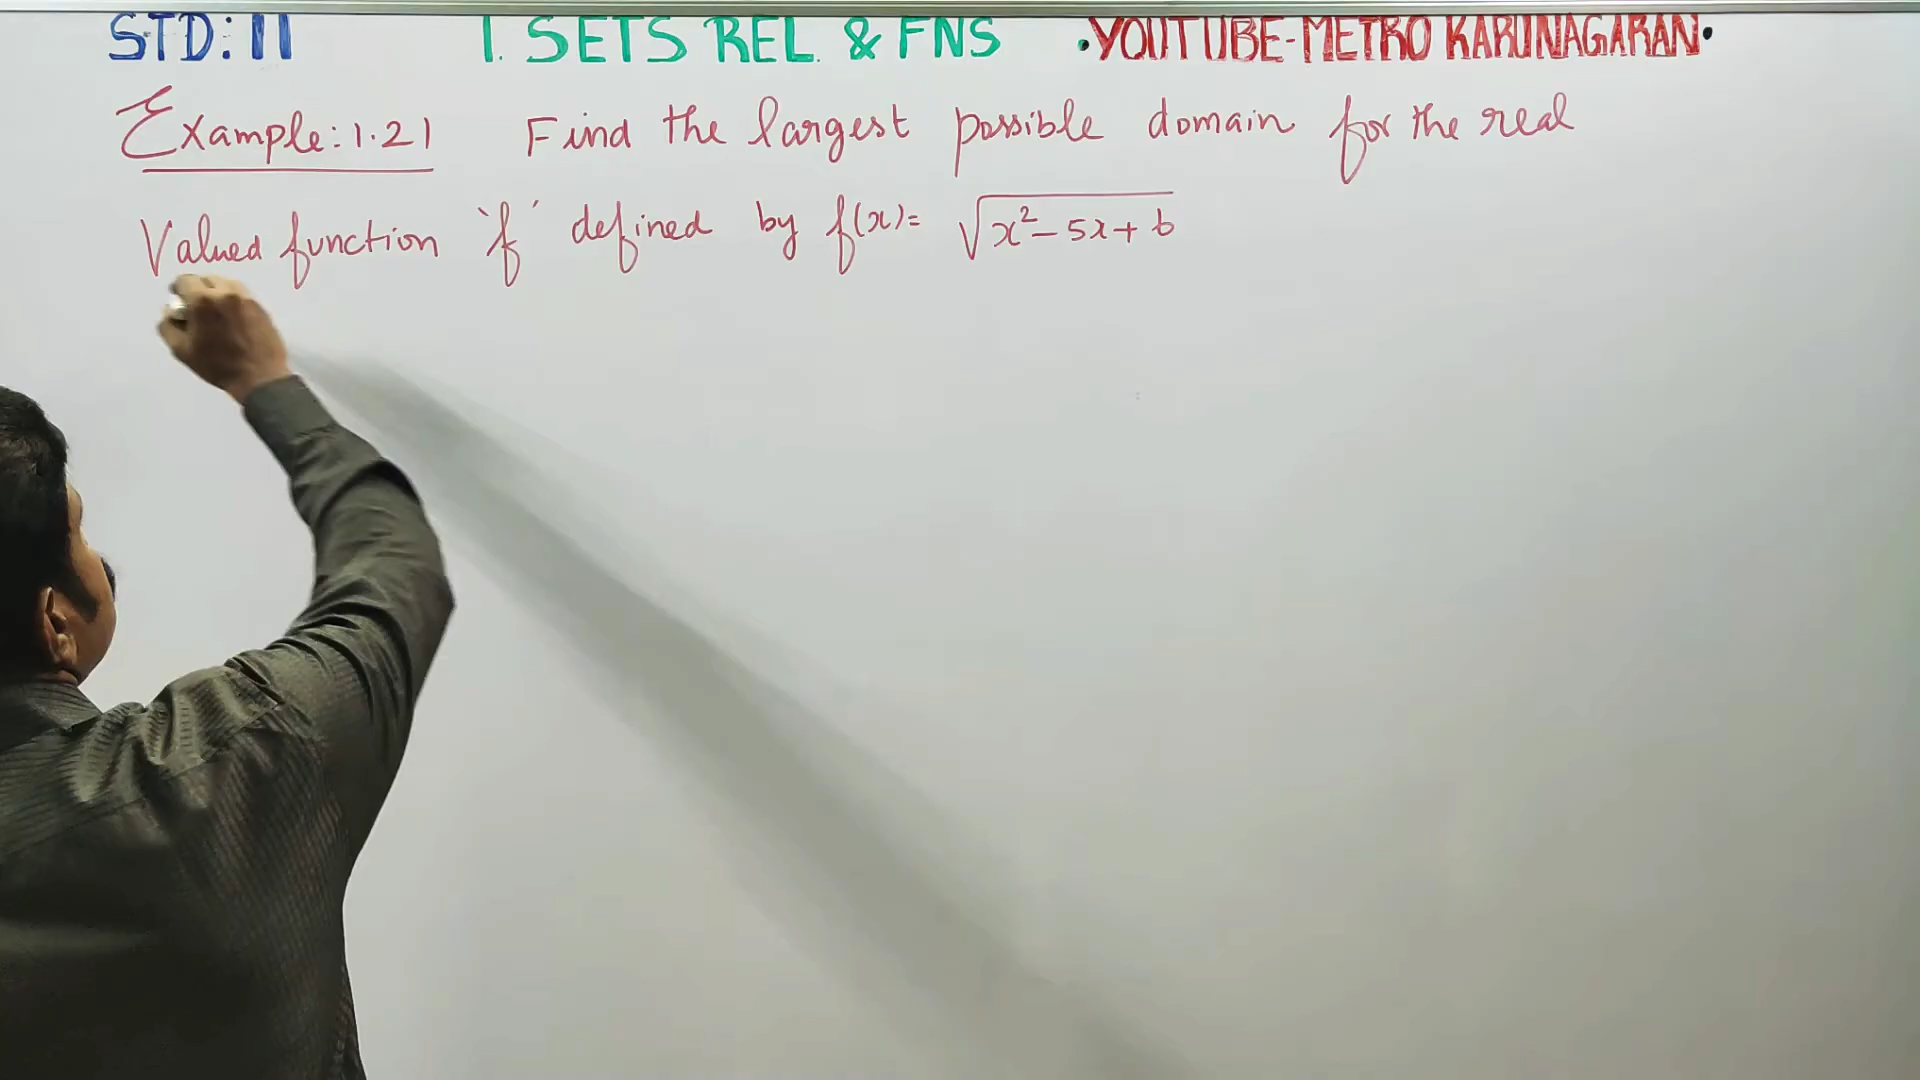 STD: 11 1. SETS REL. & FNS •YOUTUBE-METRO KARUNAGARAN•
Example: 1.21 Find the largest possible domain for the real
Valued function 'f' defined by f(x)= √(x²-5x+6)